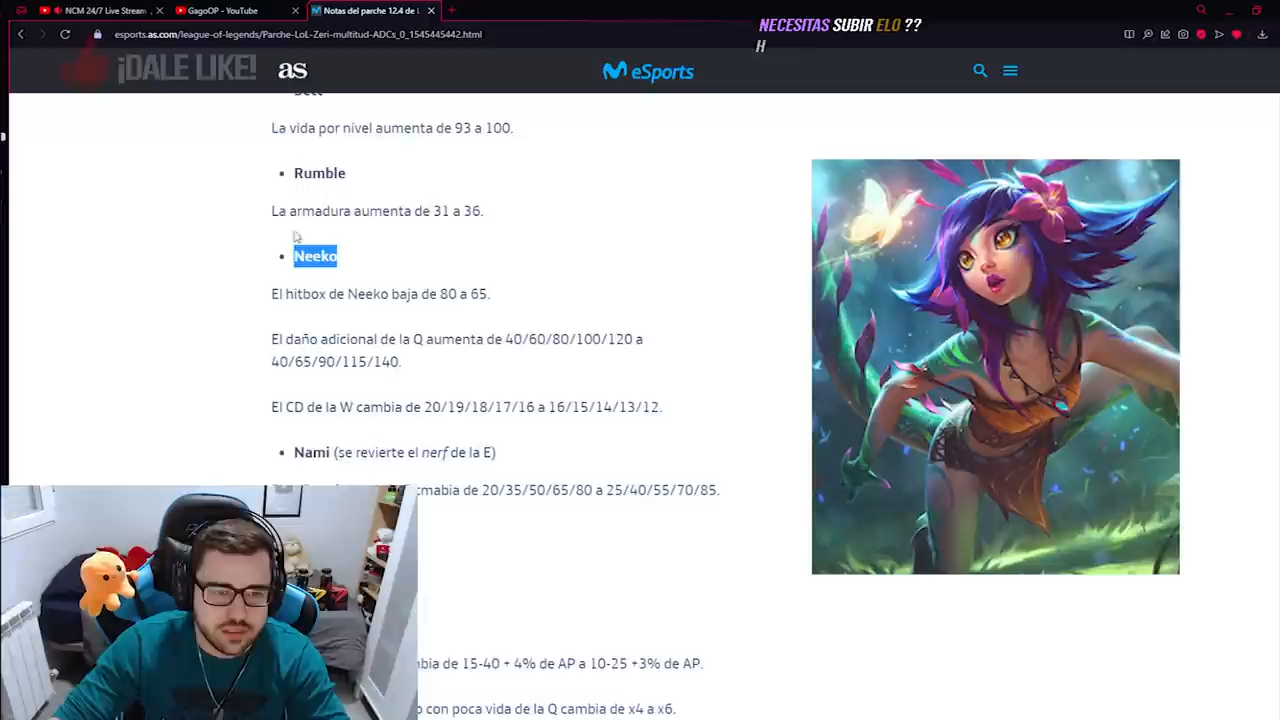 NCM 24/7 Live Stream
GagoOP - YouTube
Notas del parche 12.4 de
esports.as.com/league-of-legends/Parche-LoL-Zeri-multitud-ADCs_0_1545445442.html
NECESITAS SUBIR ELO ??
H
¡DALE LIKE!
as
eSports
La vida por nivel aumenta de 93 a 100.
• Rumble
La armadura aumenta de 31 a 36.
• Neeko
El hitbox de Neeko baja de 80 a 65.
El daño adicional de la Q aumenta de 40/60/80/100/120 a
40/65/90/115/140.
El CD de la W cambia de 20/19/18/17/16 a 16/15/14/13/12.
• Nami (se revierte el nerf de la E)
cmabia de 20/35/50/65/80 a 25/40/55/70/85.
de 15-40 + 4% de AP a 10-25 +3% de AP.
con poca vida de la Q cambia de x4 a x6.